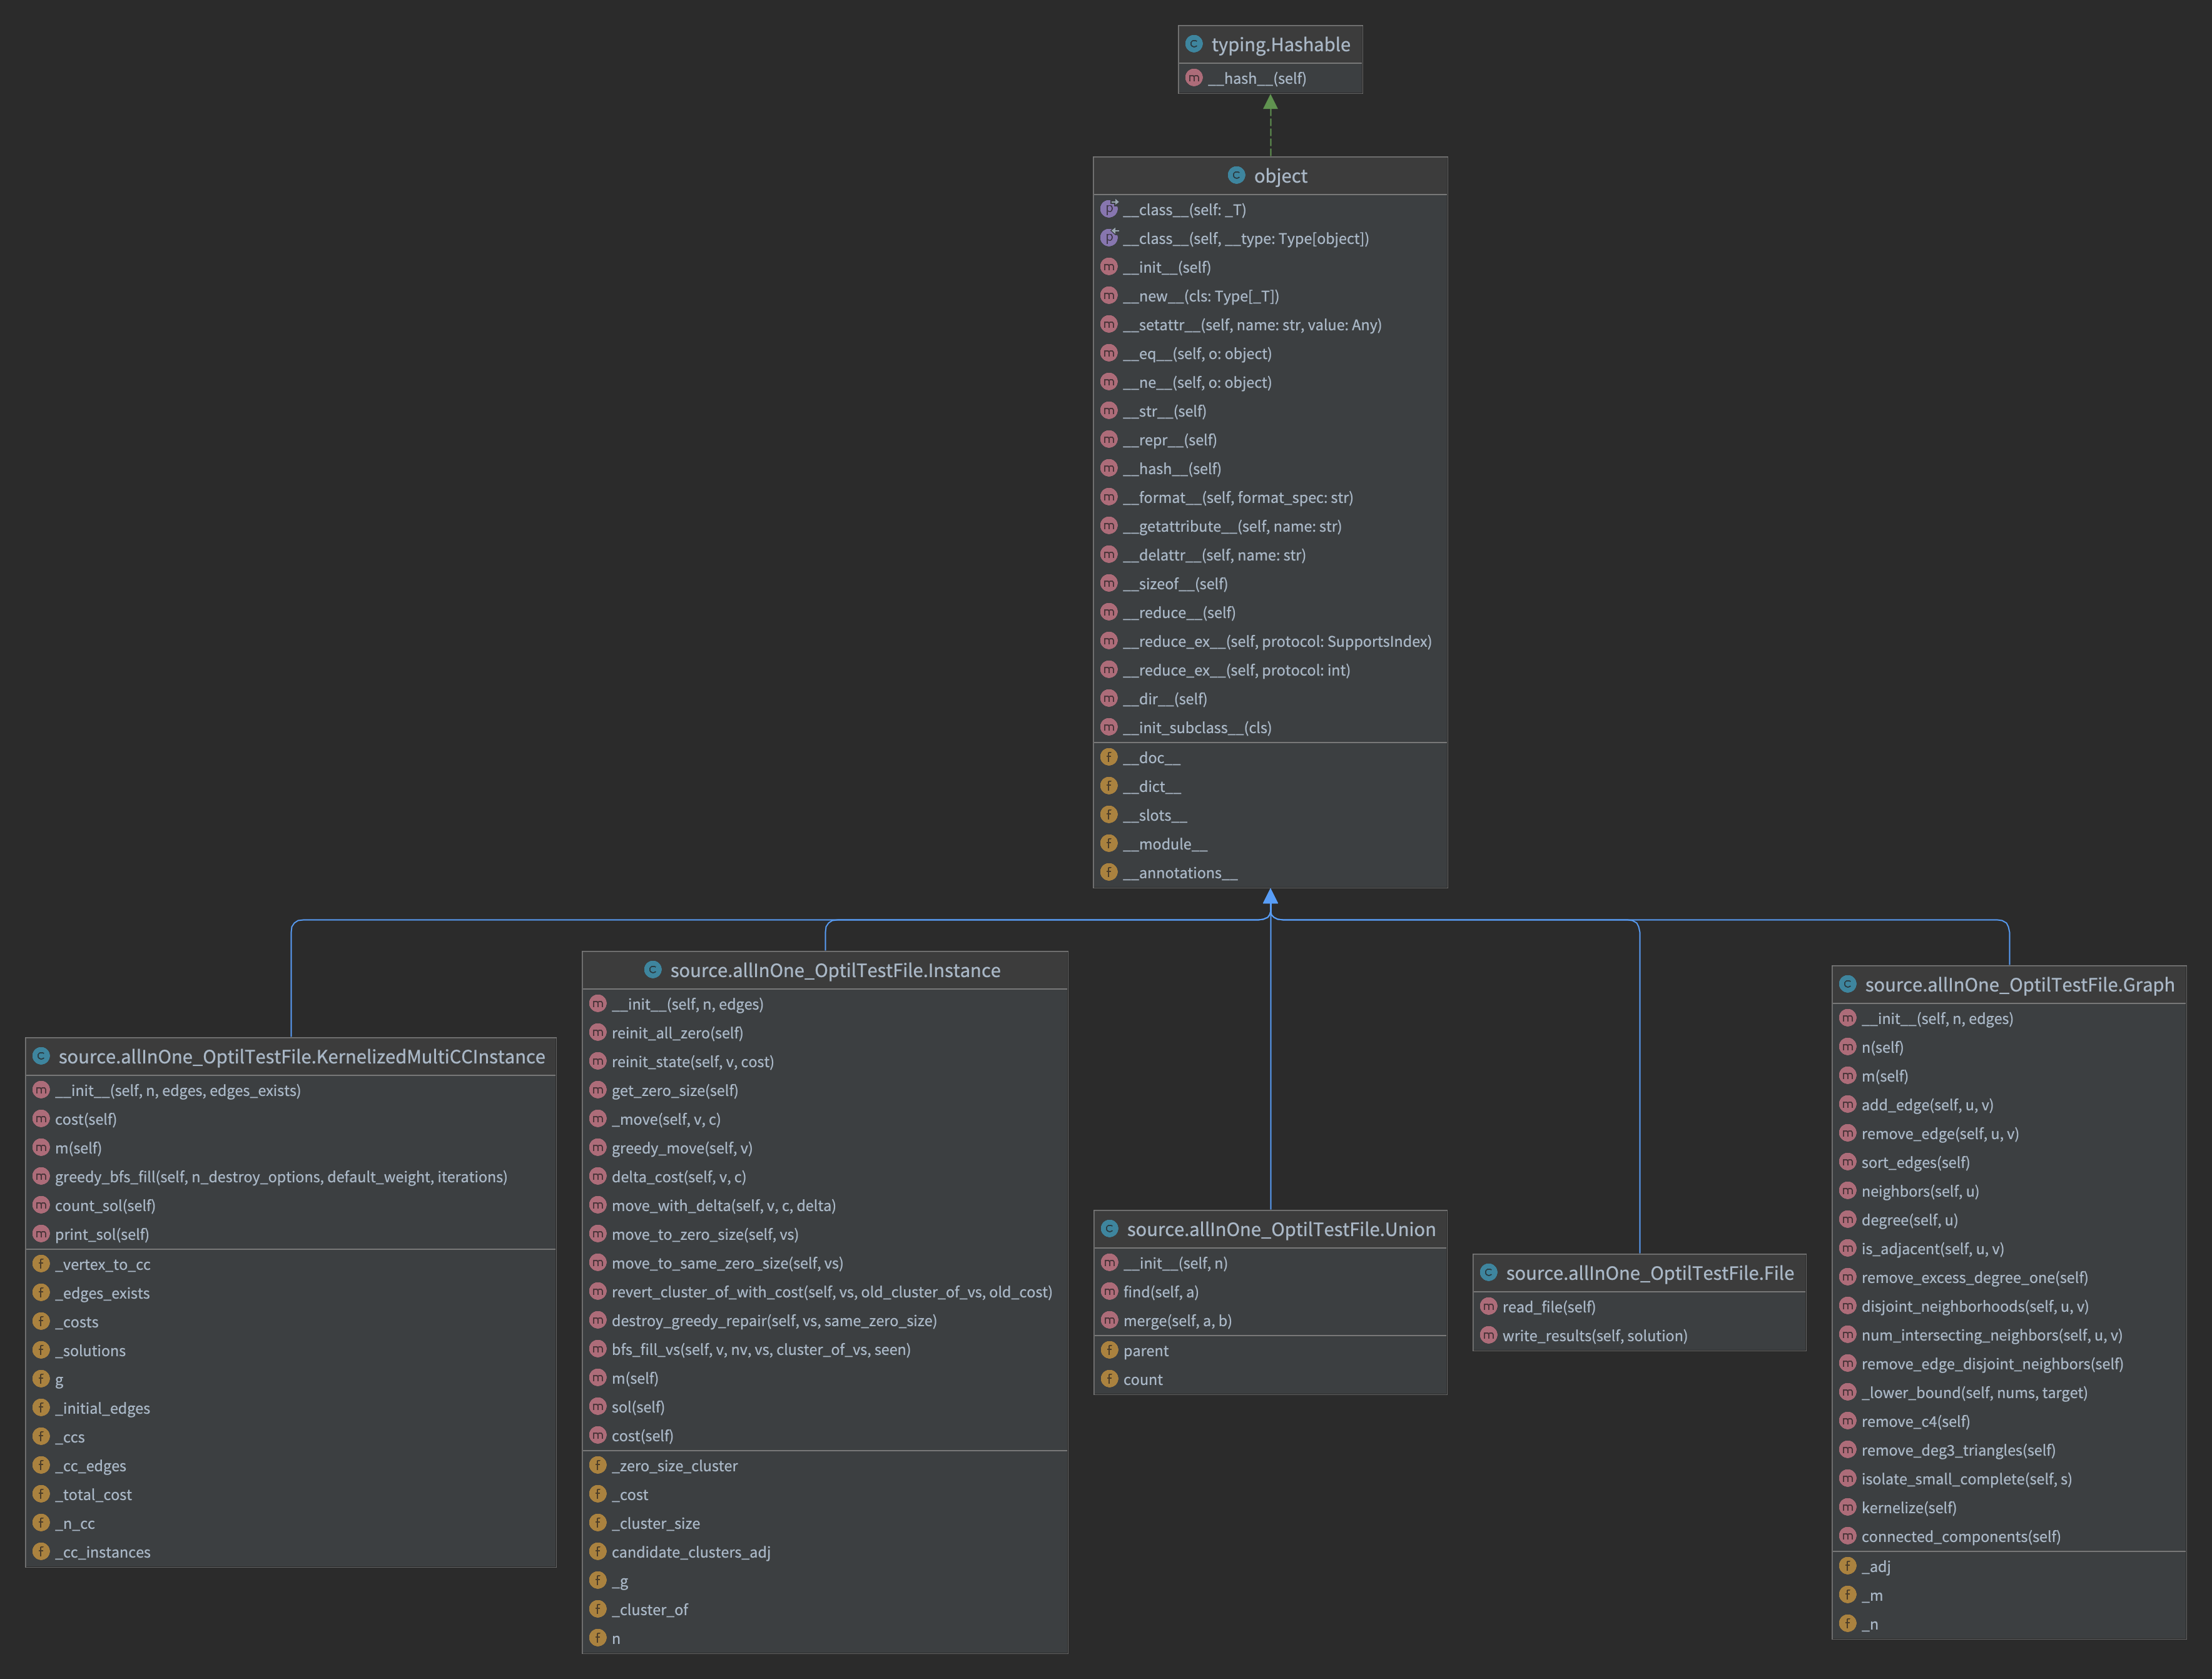 typing.Hashable
__hash__(self)
object
__class__(self: _T)
__class__(self, __type: Type[object])
__init__(self)
__new__(cls: Type[_T])
__setattr__(self, name: str, value: Any)
__eq__(self, o: object)
__ne__(self, o: object)
__str__(self)
__repr__(self)
__hash__(self)
__format__(self, format_spec: str)
__getattribute__(self, name: str)
__delattr__(self, name: str)
__sizeof__(self)
__reduce__(self)
__reduce_ex__(self, protocol: SupportsIndex)
__reduce_ex__(self, protocol: int)
__dir__(self)
__init_subclass__(cls)
__doc__
__dict__
__slots__
__module__
__annotations__
source.allInOne_OptilTestFile.KernelizedMultiCCInstance
__init__(self, n, edges, edges_exists)
cost(self)
m(self)
greedy_bfs_fill(self, n_destroy_options, default_weight, iterations)
count_sol(self)
print_sol(self)
_vertex_to_cc
_edges_exists
_costs
_solutions
g
_initial_edges
_ccs
_cc_edges
_total_cost
_n_cc
_cc_instances
source.allInOne_OptilTestFile.Instance
__init__(self, n, edges)
reinit_all_zero(self)
reinit_state(self, v, cost)
get_zero_size(self)
_move(self, v, c)
greedy_move(self, v)
delta_cost(self, v, c)
move_with_delta(self, v, c, delta)
move_to_zero_size(self, vs)
move_to_same_zero_size(self, vs)
revert_cluster_of_with_cost(self, vs, old_cluster_of_vs, old_cost)
destroy_greedy_repair(self, vs, same_zero_size)
bfs_fill_vs(self, v, nv, vs, cluster_of_vs, seen)
m(self)
sol(self)
cost(self)
_zero_size_cluster
_cost
_cluster_size
candidate_clusters_adj
_g
_cluster_of
n
source.allInOne_OptilTestFile.Union
__init__(self, n)
find(self, a)
merge(self, a, b)
parent
count
source.allInOne_OptilTestFile.File
read_file(self)
write_results(self, solution)
source.allInOne_OptilTestFile.Graph
__init__(self, n, edges)
n(self)
m(self)
add_edge(self, u, v)
remove_edge(self, u, v)
sort_edges(self)
neighbors(self, u)
degree(self, u)
is_adjacent(self, u, v)
remove_excess_degree_one(self)
disjoint_neighborhoods(self, u, v)
num_intersecting_neighbors(self, u, v)
remove_edge_disjoint_neighbors(self)
_lower_bound(self, nums, target)
remove_c4(self)
remove_deg3_triangles(self)
isolate_small_complete(self, s)
kernelize(self)
connected_components(self)
_adj
_m
_n